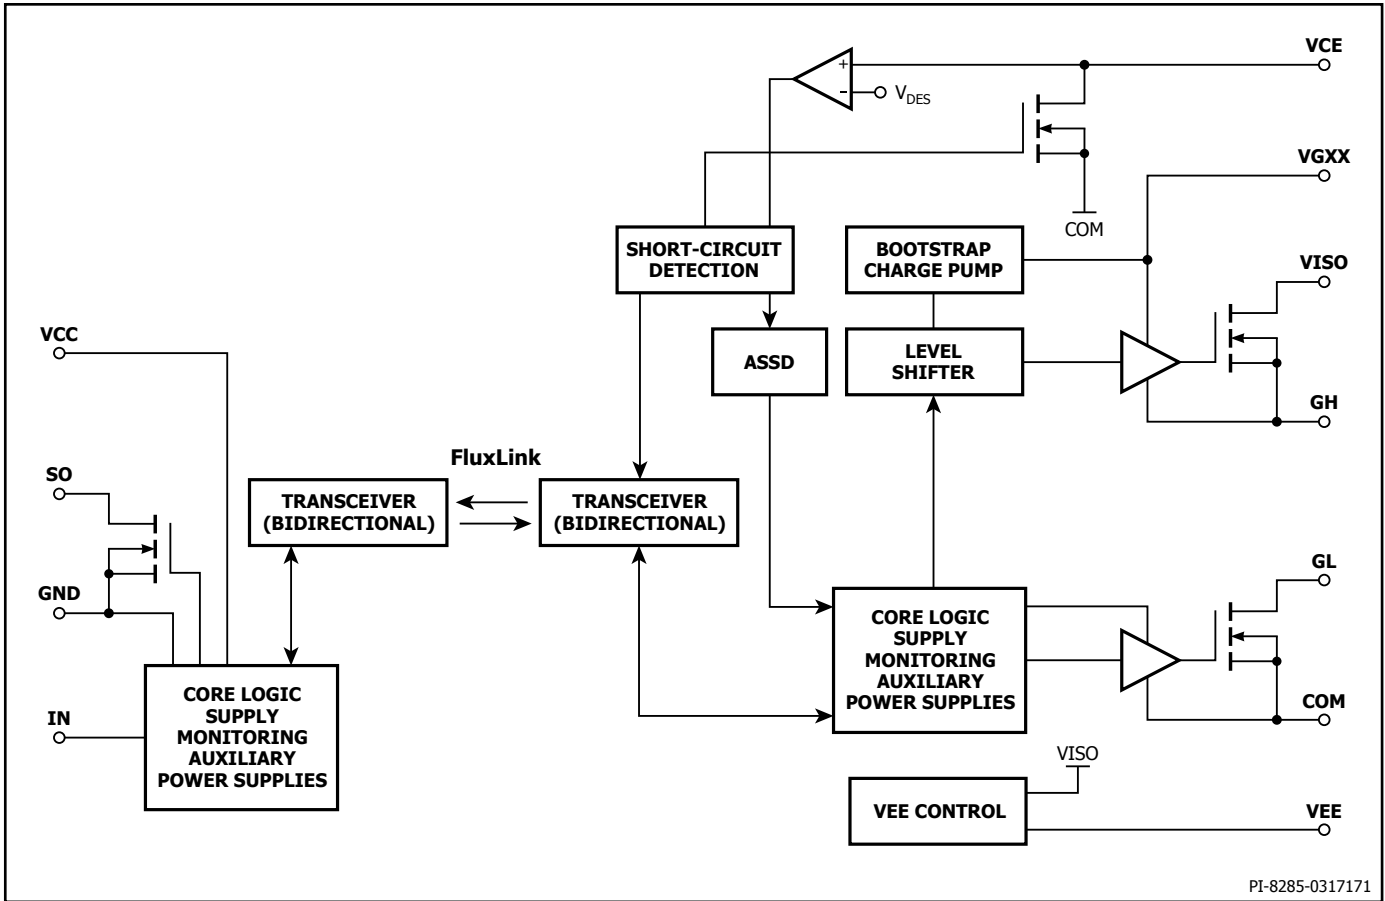 VCE
+
-
VDES
VGXX
COM
SHORT-CIRCUIT
DETECTION
BOOTSTRAP
CHARGE PUMP
VISO
VCC
ASSD
LEVEL
SHIFTER
GH
FluxLink
SO
TRANSCEIVER
(BIDIRECTIONAL)
TRANSCEIVER
(BIDIRECTIONAL)
GL
GND
CORE LOGIC
SUPPLY
MONITORING
AUXILIARY
POWER SUPPLIES
IN
CORE LOGIC
SUPPLY
MONITORING
AUXILIARY
POWER SUPPLIES
COM
VISO
VEE CONTROL
VEE
PI-8285-0317171